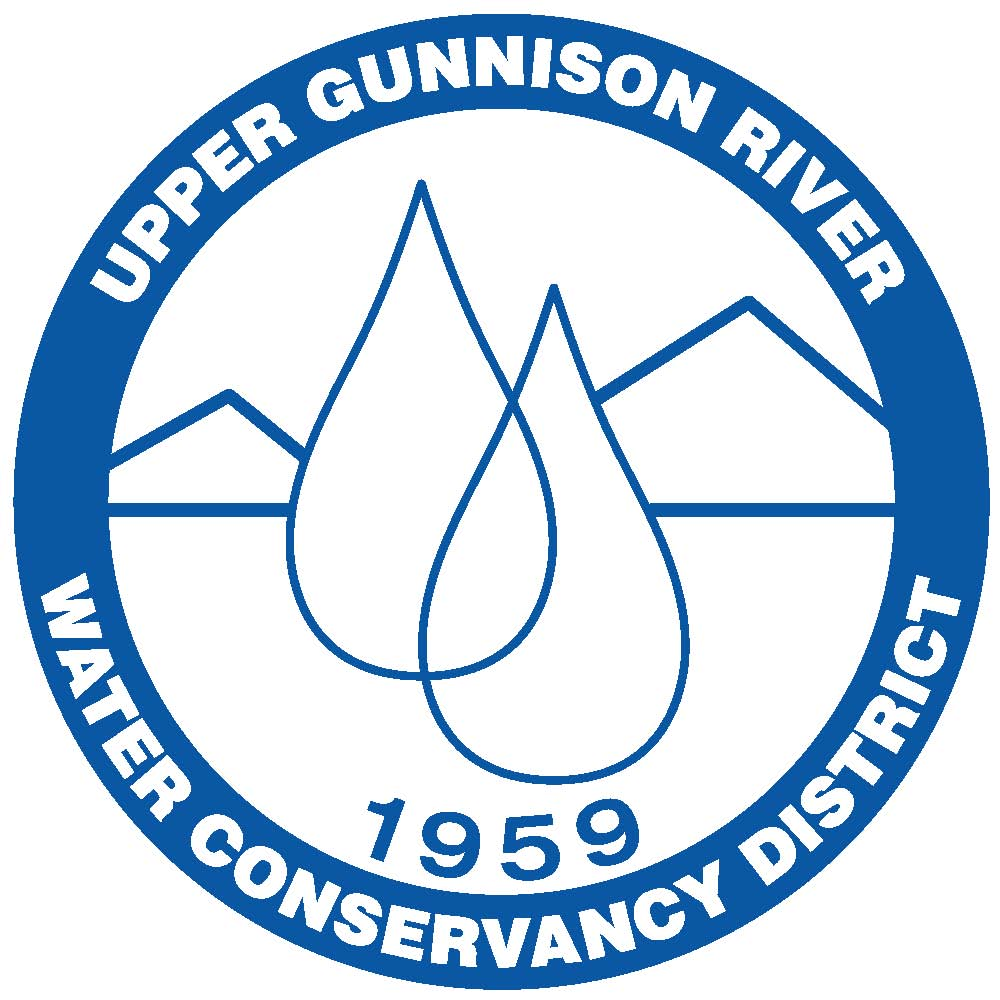 UPPER GUNNISON RIVER
1959
WATER CONSERVANCY DISTRICT